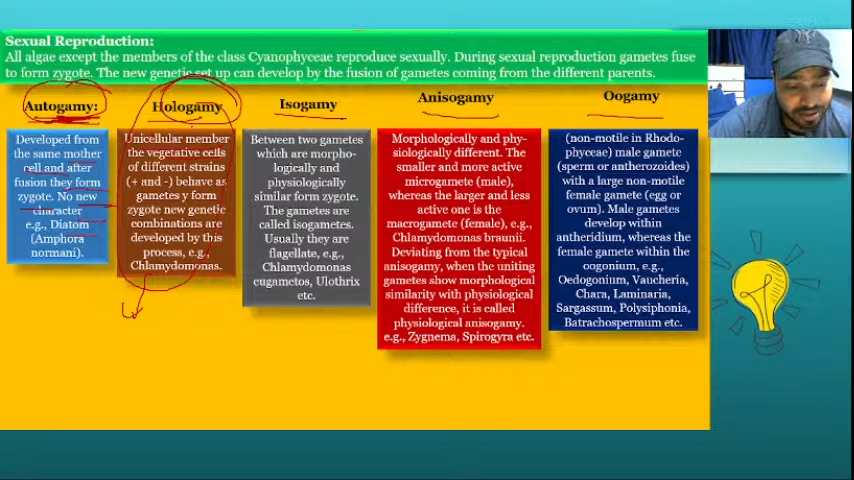 Sexual Reproduction:
All algae except the members of the class Cyanophyceae reproduce sexually. During sexual reproduction gametes fuse
to form zygote. The new genetic set up can develop by the fusion of gametes coming from the different parents.
Autogamy:
Developed from
the same mother
cell and after
fusion they form
zygote. No new
character
e.g., Diatom
(Amphora
normani).
Hologamy
Unicellular member
the vegetative cells
of different strains
(+ and -) behave as
gametes y form
zygote new genetic
combinations are
developed by this
process, e.g.,
Chlamydomonas.
Isogamy
Between two gametes
which are morpho-
logically and
physiologically
similar form zygote.
The gametes are
called isogametes.
Usually they are
flagellate, e.g.,
Chlamydomonas
eugametos, Ulothrix
etc.
Anisogamy
Morphologically and phy-
siologically different. The
smaller and more active
microgamete (male),
whereas the larger and less
active one is the
macrogamete (female), e.g.,
Chlamydomonas braunii.
Deviating from the typical
anisogamy, when the uniting
gametes show morphological
similarity with physiological
difference, it is called
physiological anisogamy.
e.g., Zygnema, Spirogyra etc.
Oogamy
(non-motile in Rhodo-
phyceae) male gamete
(sperm or antherozoides)
with a large non-motile
female gamete (egg or
ovum). Male gametes
develop within
antheridium, whereas the
female gamete within the
oogonium, e.g.,
Oedogonium, Vaucheria,
Chara, Laminaria,
Sargassum, Polysiphonia,
Batrachospermum etc.